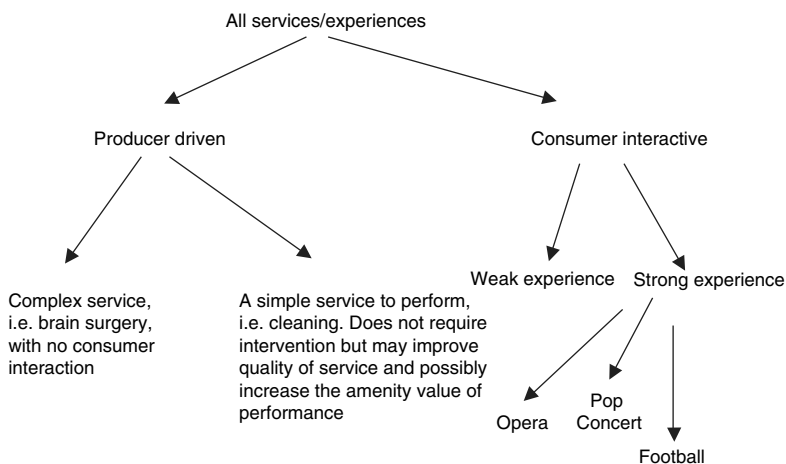 All services/experiences
Producer driven
Consumer interactive
Weak experience
Strong experience
Complex service,
i.e. brain surgery,
with no consumer
interaction
A simple service to perform,
i.e. cleaning. Does not require
intervention but may improve
quality of service and possibly
increase the amenity value of
performance
Opera
Pop
Concert
Football